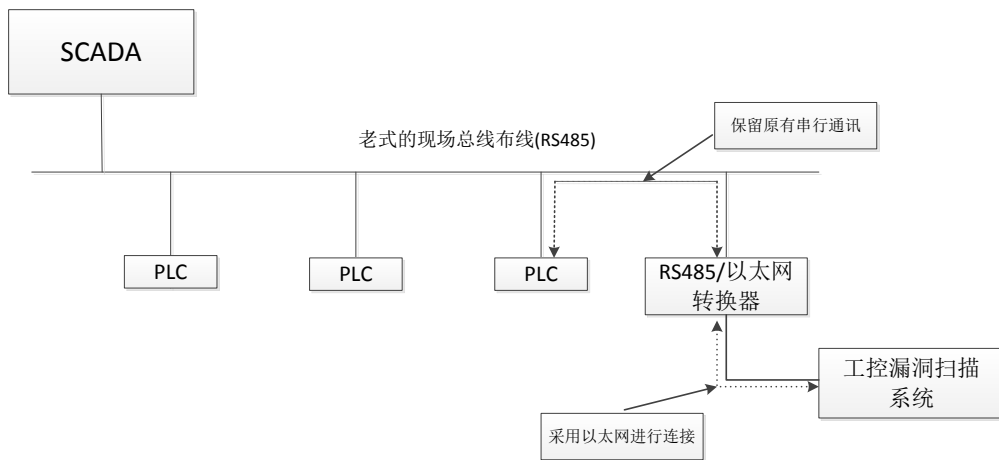 SCADA
老式的现场总线布线(RS485)
保留原有串行通讯
PLC
PLC
PLC
RS485/以太网
转换器
工控漏洞扫描
系统
采用以太网进行连接